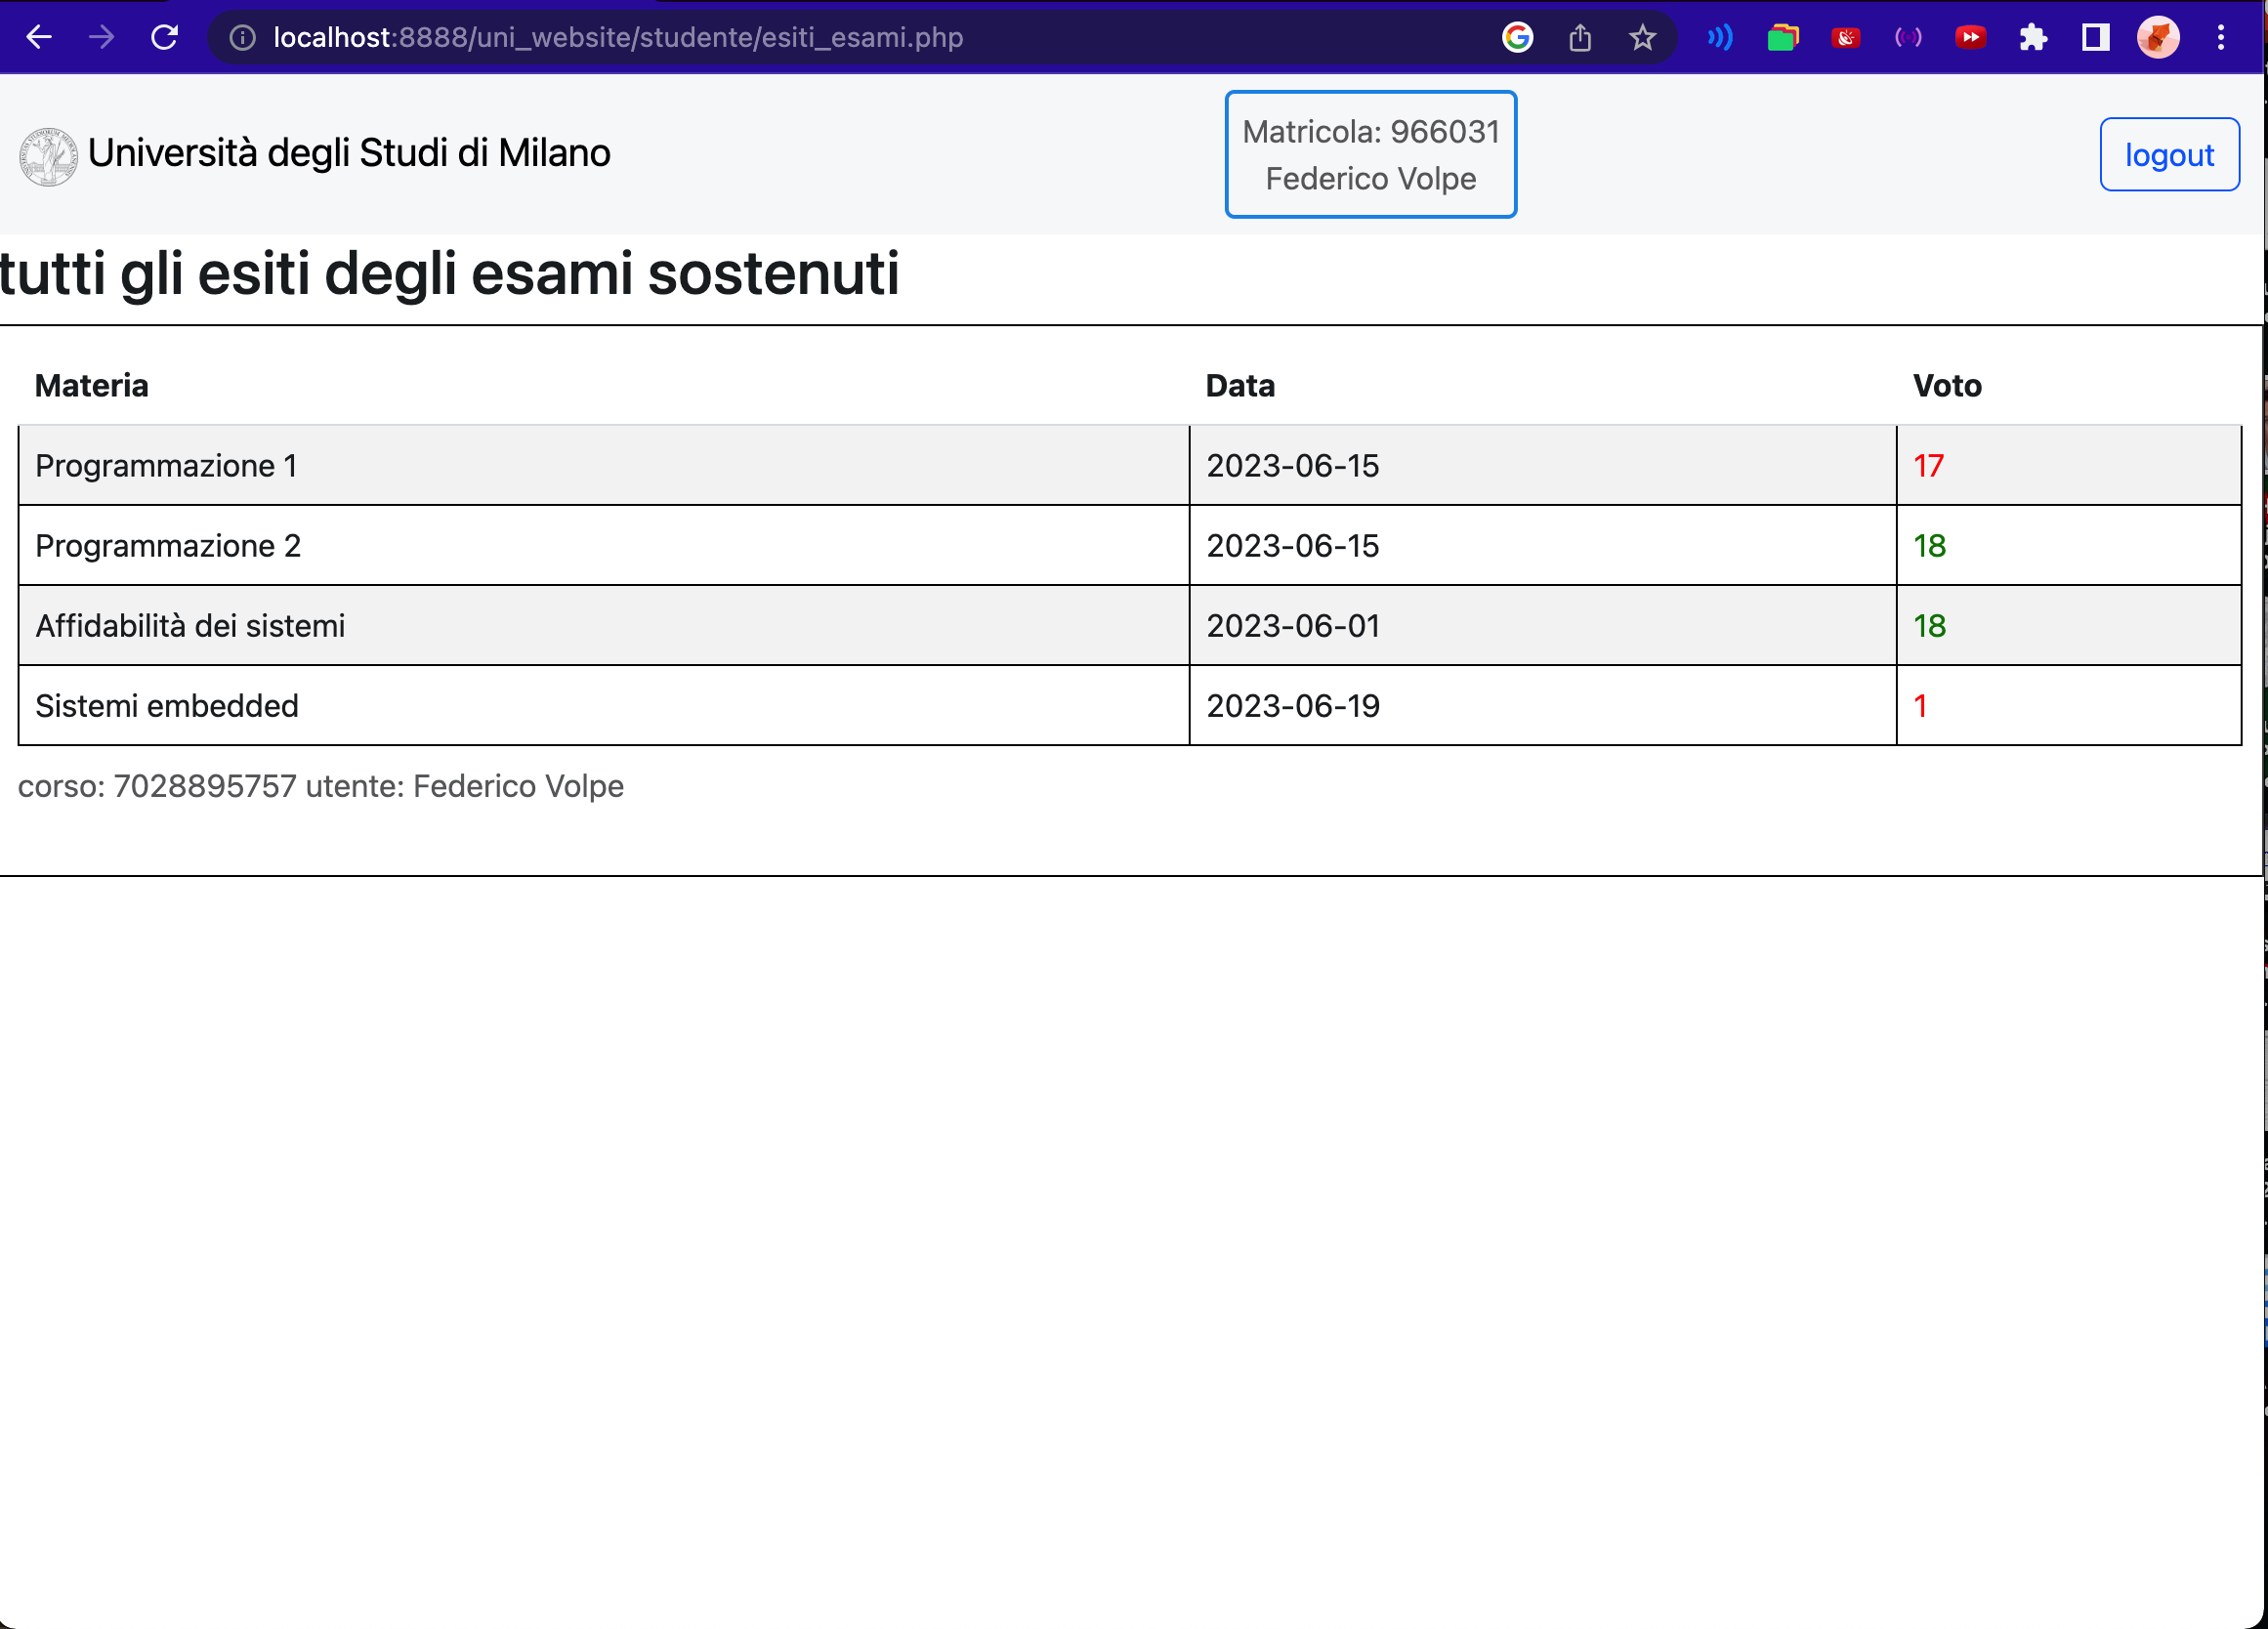 localhost:8888/uni_website/studente/esiti_esami.php
Università degli Studi di Milano
Matricola: 966031
Federico Volpe
logout
tutti gli esiti degli esami sostenuti
Materia Data Voto
Programmazione 1 2023-06-15 17
Programmazione 2 2023-06-15 18
Affidabilità dei sistemi 2023-06-01 18
Sistemi embedded 2023-06-19 1
corso: 7028895757 utente: Federico Volpe